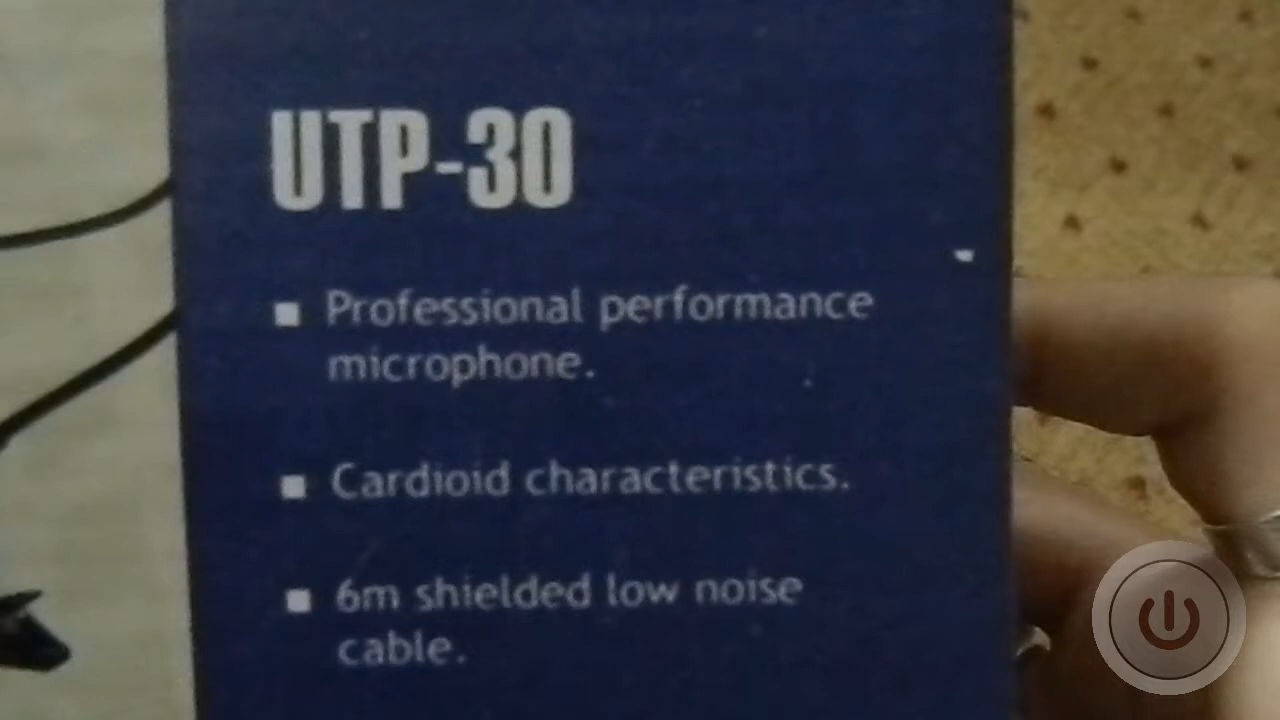 UTP-30
▪ Professional performance
microphone.
▪ Cardioid characteristics.
▪ 6m shielded low noise
cable.